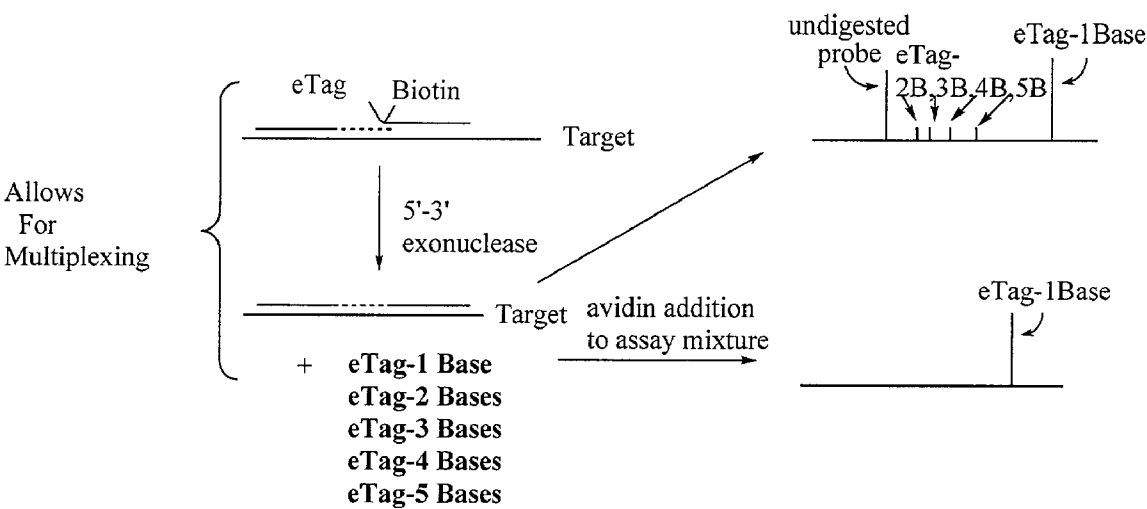 Allows
For
Multiplexing
eTag
Biotin
Target
5'-3'
exonuclease
Target
+ eTag-1 Base
eTag-2 Bases
eTag-3 Bases
eTag-4 Bases
eTag-5 Bases
avidin addition
to assay mixture
undigested
probe
eTag-
2B,3B,4B,5B
eTag-1Base
eTag-1Base